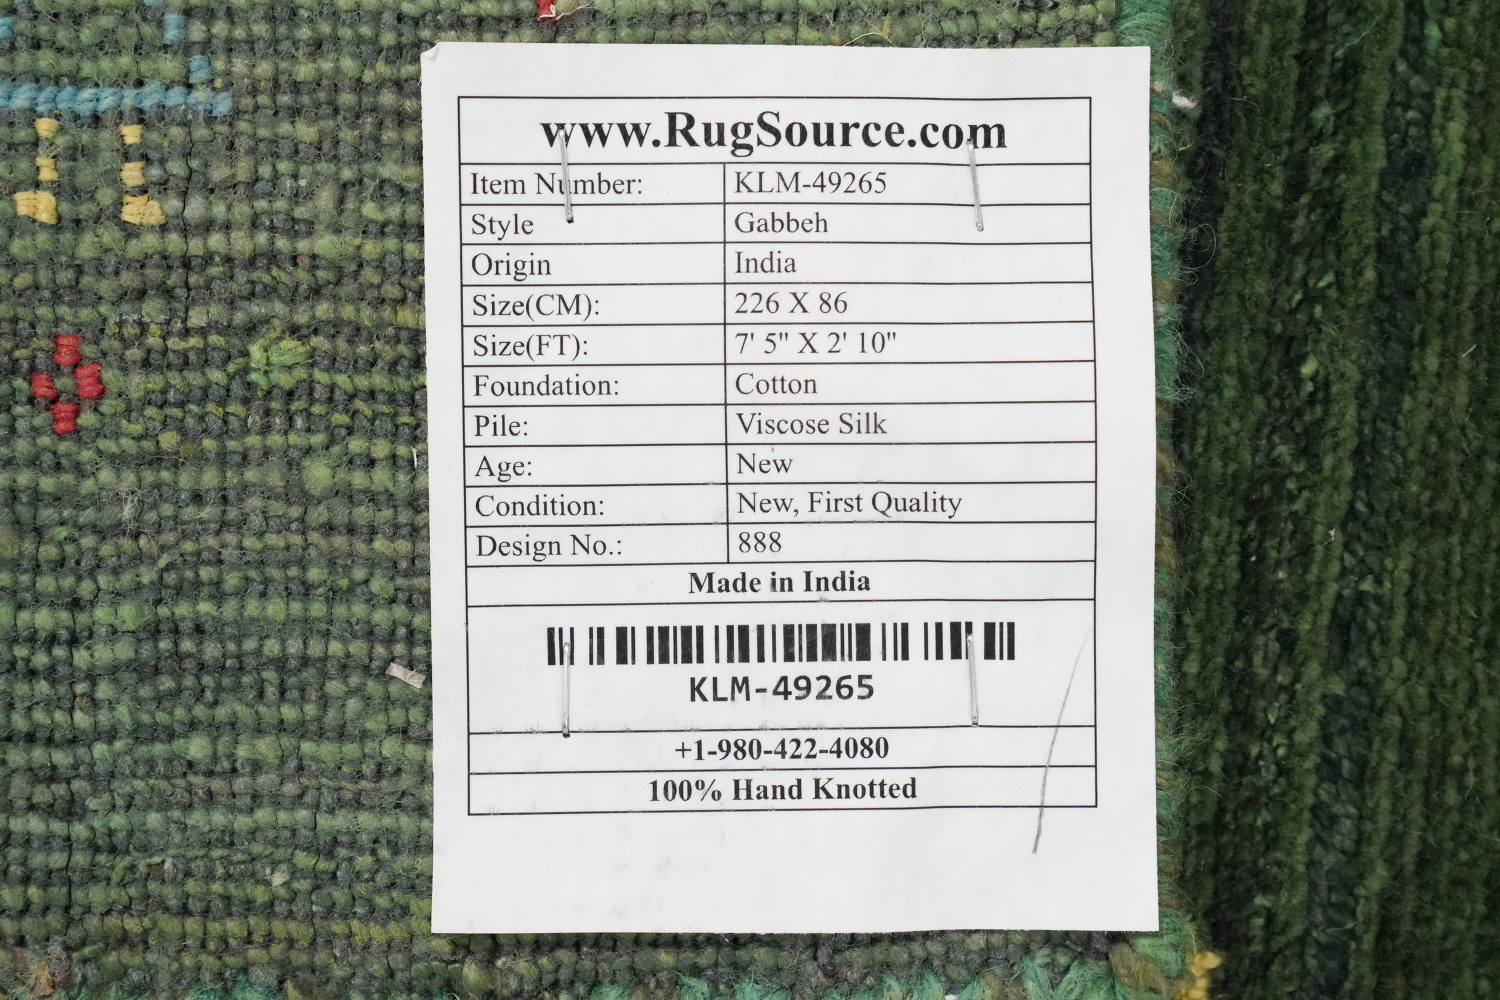 www.RugSource.com
Item Number: KLM-49265
Style Gabbeh
Origin India
Size(CM): 226 X 86
Size(FT): 7' 5" X 2' 10"
Foundation: Cotton
Pile: Viscose Silk
Age: New
Condition: New, First Quality
Design No.: 888
Made in India
KLM-49265
+1-980-422-4080
100% Hand Knotted